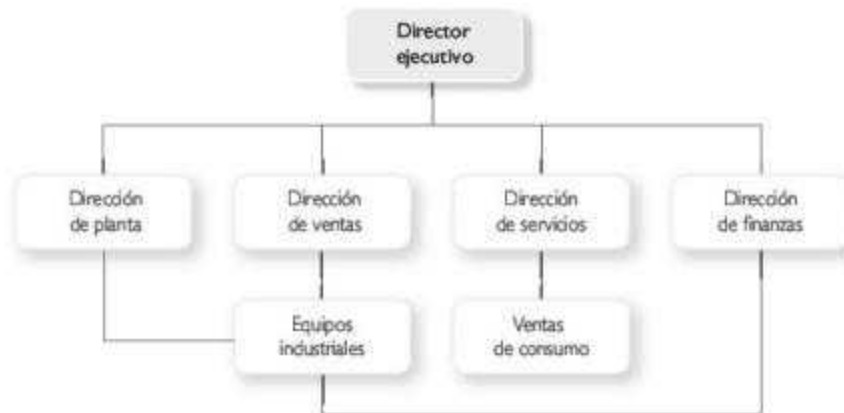 Director
ejecutivo
Dirección
de planta
Dirección
de ventas
Dirección
de servicios
Dirección
de finanzas
Equipos
industriales
Ventas
de consumo